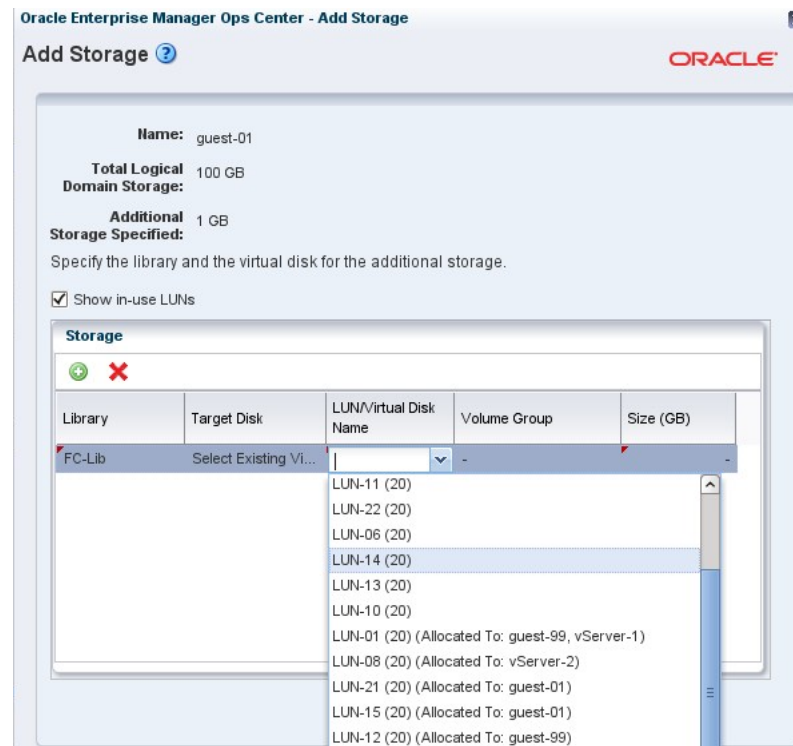 Oracle Enterprise Manager Ops Center - Add Storage
Add Storage ?
ORACLE
Name: guest-01
Total Logical
Domain Storage: 100 GB
Additional
Storage Specified: 1 GB
Specify the library and the virtual disk for the additional storage.
Show in-use LUNs
Storage
Library Target Disk LUN/Virtual Disk Name Volume Group Size (GB)
FC-Lib Select Existing Vi... - -
LUN-11 (20)
LUN-22 (20)
LUN-06 (20)
LUN-14 (20)
LUN-13 (20)
LUN-10 (20)
LUN-01 (20) (Allocated To: guest-99, vServer-1)
LUN-08 (20) (Allocated To: vServer-2)
LUN-21 (20) (Allocated To: guest-01)
LUN-15 (20) (Allocated To: guest-01)
LUN-12 (20) (Allocated To: guest-99)